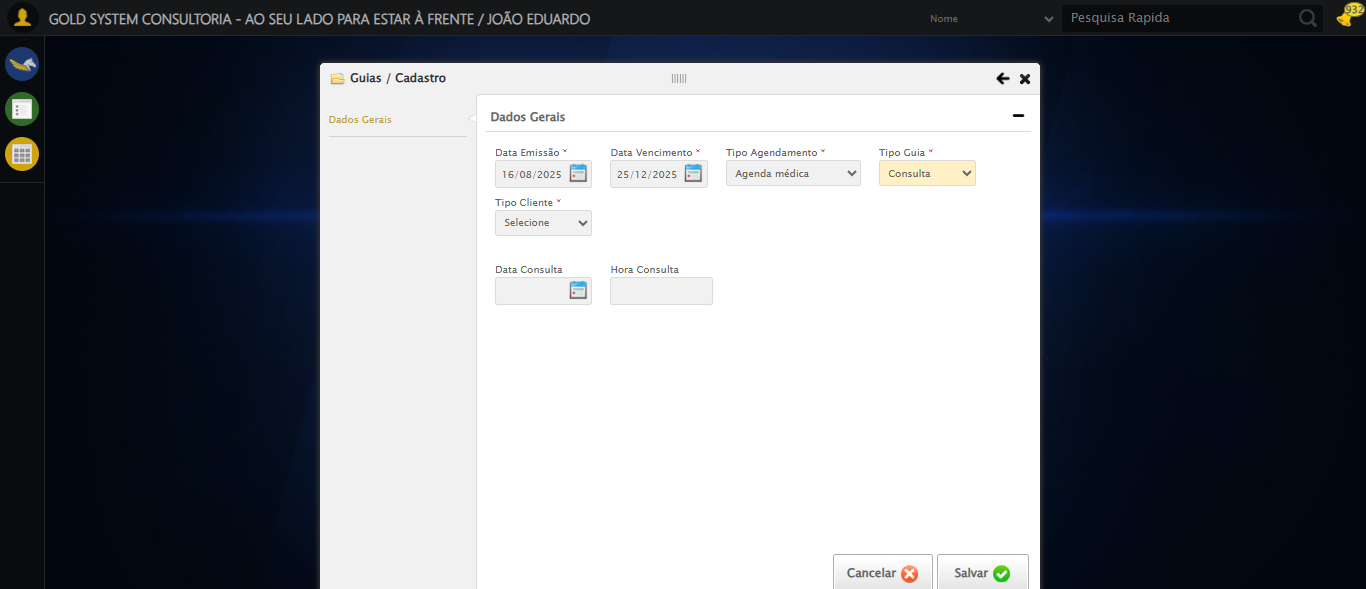 GOLD SYSTEM CONSULTORIA - AO SEU LADO PARA ESTAR À FRENTE / JOÃO EDUARDO
Nome
Pesquisa Rapida
932
Guias / Cadastro
Dados Gerais
Dados Gerais
Data Emissão * Data Vencimento * Tipo Agendamento * Tipo Guia *
16/08/2025 25/12/2025 Agenda médica Consulta
Tipo Cliente *
Selecione
Data Consulta Hora Consulta
Cancelar Salvar